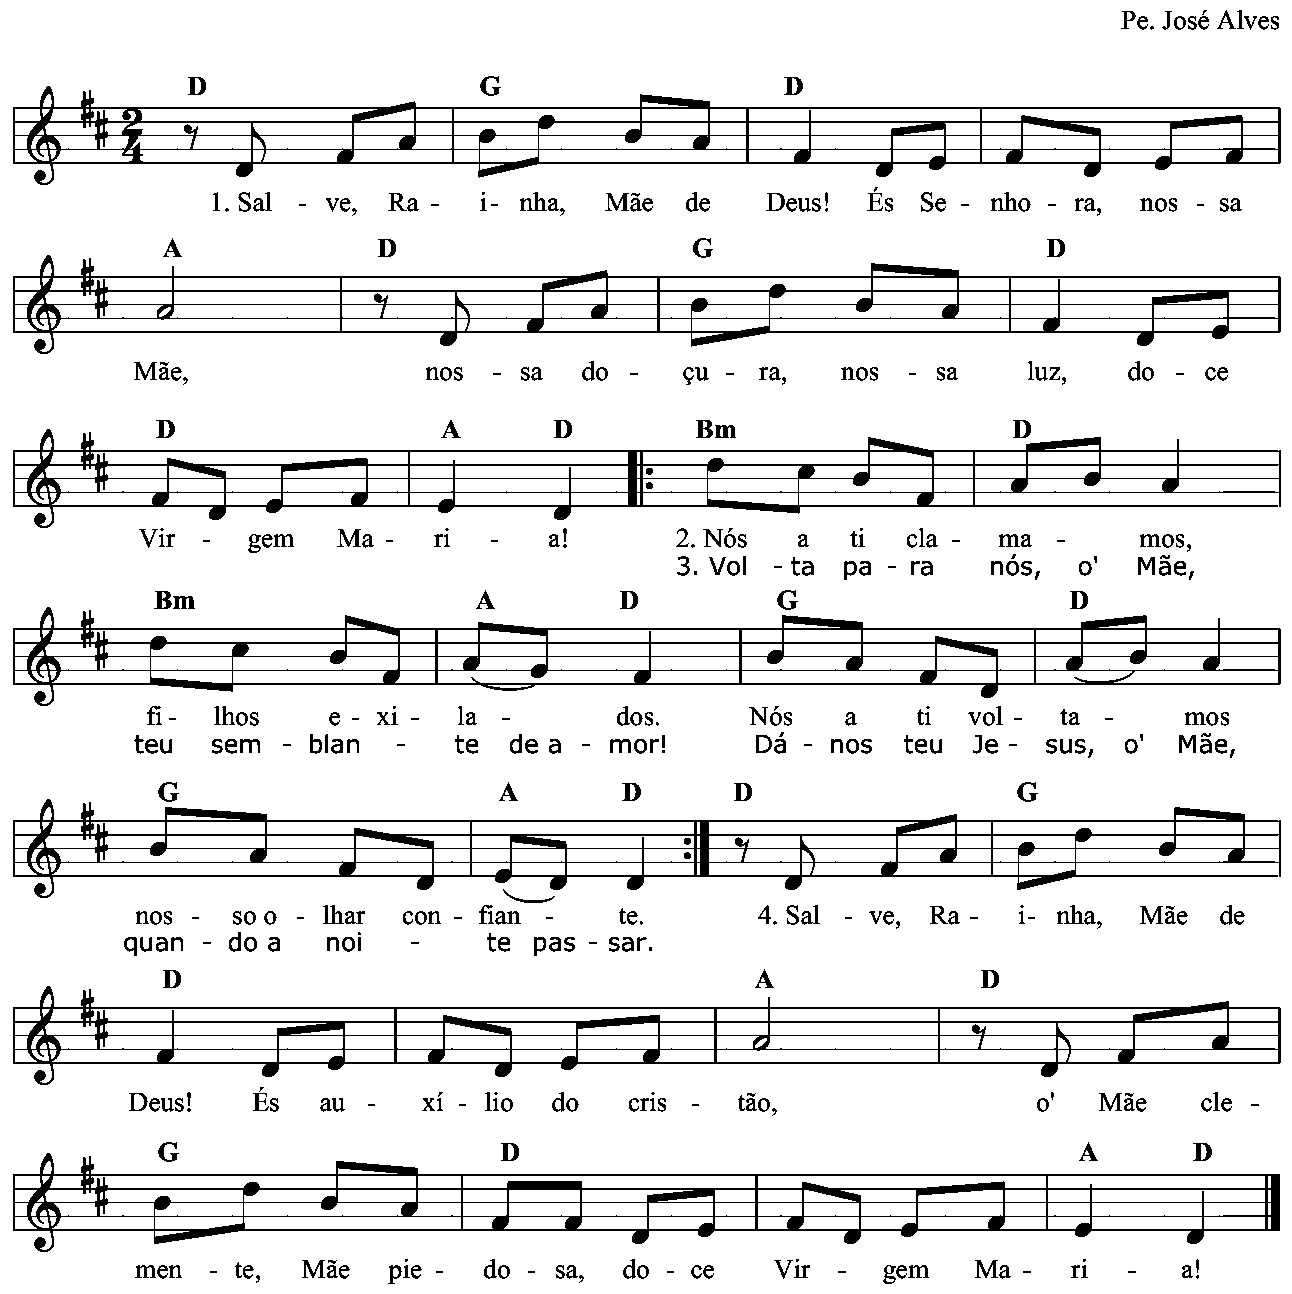 Pe. José Alves
D G D
2
4
1. Sal - ve, Ra - i - nha, Mãe de Deus! És Se - nho - ra, nos - sa
A D G D
Mãe, nos - sa do - çu - ra, nos - sa luz, do - ce
D A D Bm D
Vir - gem Ma - ri - a! 2. Nós a ti cla - ma - mos,
3. Vol - ta pa - ra nós, o' Mãe,
Bm A D G D
fi - lhos e - xi - la - dos. Nós a ti vol - ta - mos
teu sem - blan - te de a - mor! Dá - nos teu Je - sus, o' Mãe,
G A D D G
nos - so o - lhar con - fian - te. 4. Sal - ve, Ra - i - nha, Mãe de
quan - do a noi - te pas - sar.
D A D
Deus! És au - xí - lio do cris - tão, o' Mãe cle -
G D A D
men - te, Mãe pie - do - sa, do - ce Vir - gem Ma - ri - a!